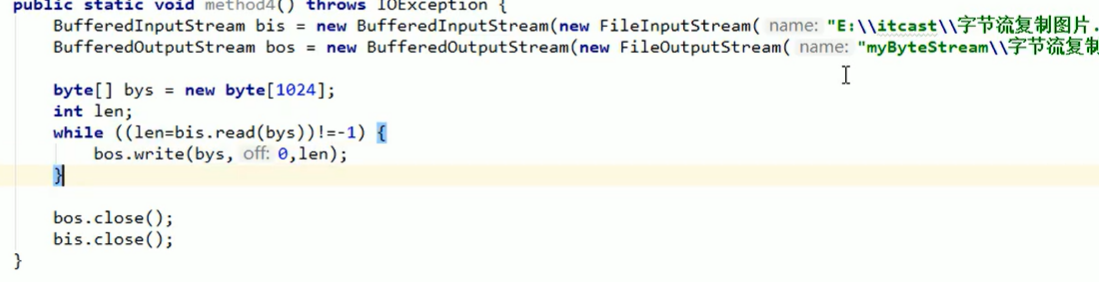 public static void method4() throws IOException {
BufferedInputStream bis = new BufferedInputStream(new FileInputStream( name: "E:\\itcast\\字节流复制图片.
BufferedOutputStream bos = new BufferedOutputStream(new FileOutputStream( name: "myByteStream\\字节流复制
byte[] bys = new byte[1024];
int len;
while ((len=bis.read(bys))!=-1) {
bos.write(bys, off: 0,len);
}
bos.close();
bis.close();
}